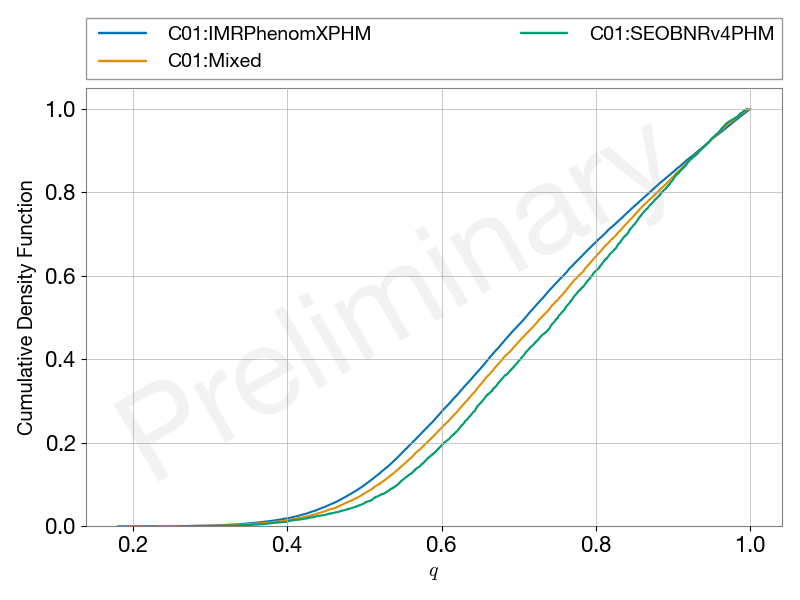 C01:IMRPhenomXPHM
C01:Mixed
C01:SEOBNRv4PHM
Preliminary
Cumulative Density Function
1.0
0.8
0.6
0.4
0.2
0.0
0.2 0.4 0.6 0.8 1.0
q